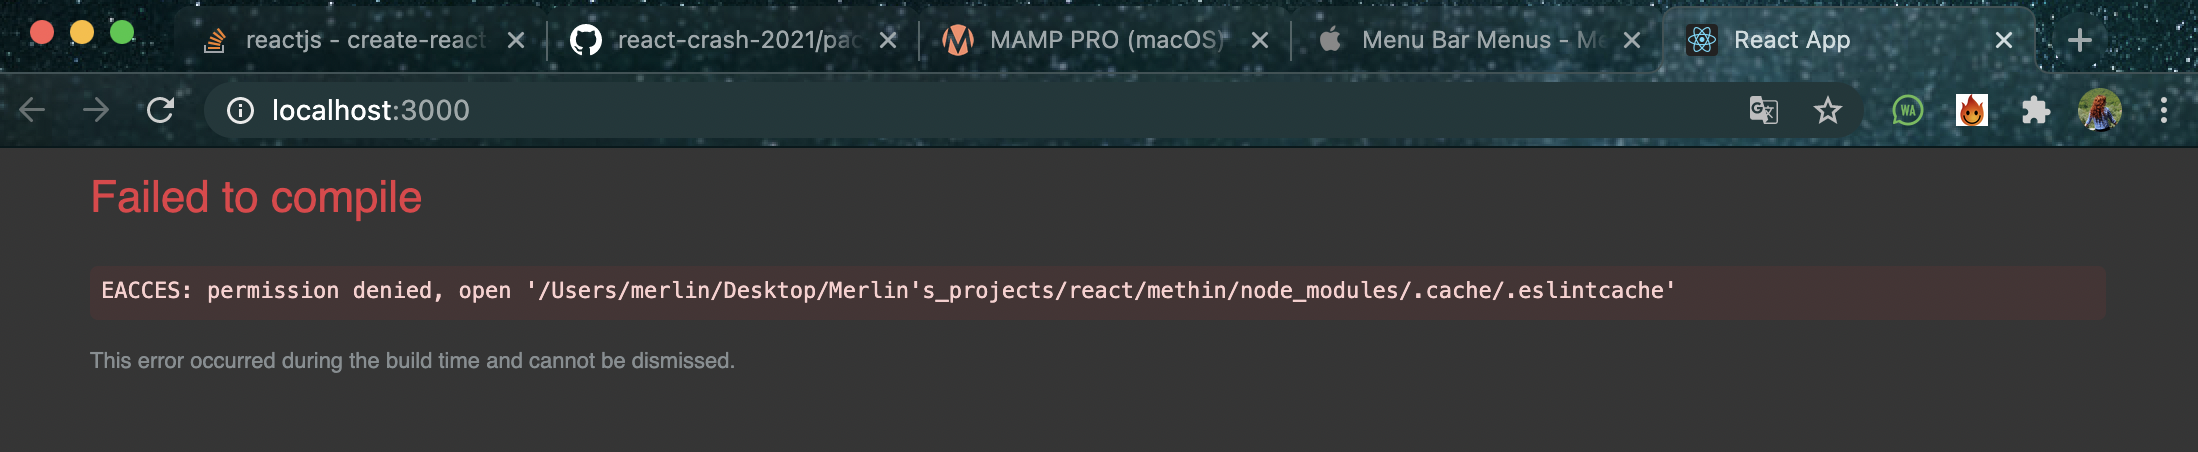 reactjs - create-react
react-crash-2021/pac
MAMP PRO (macOS)
Menu Bar Menus - Me
React App
localhost:3000
WA
Failed to compile
EACCES: permission denied, open '/Users/merlin/Desktop/Merlin's_projects/react/methin/node_modules/.cache/.eslintcache'
This error occurred during the build time and cannot be dismissed.